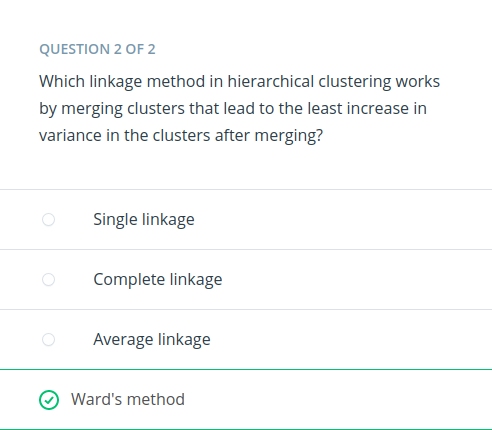 QUESTION 2 OF 2
Which linkage method in hierarchical clustering works
by merging clusters that lead to the least increase in
variance in the clusters after merging?
Single linkage
Complete linkage
Average linkage
Ward's method